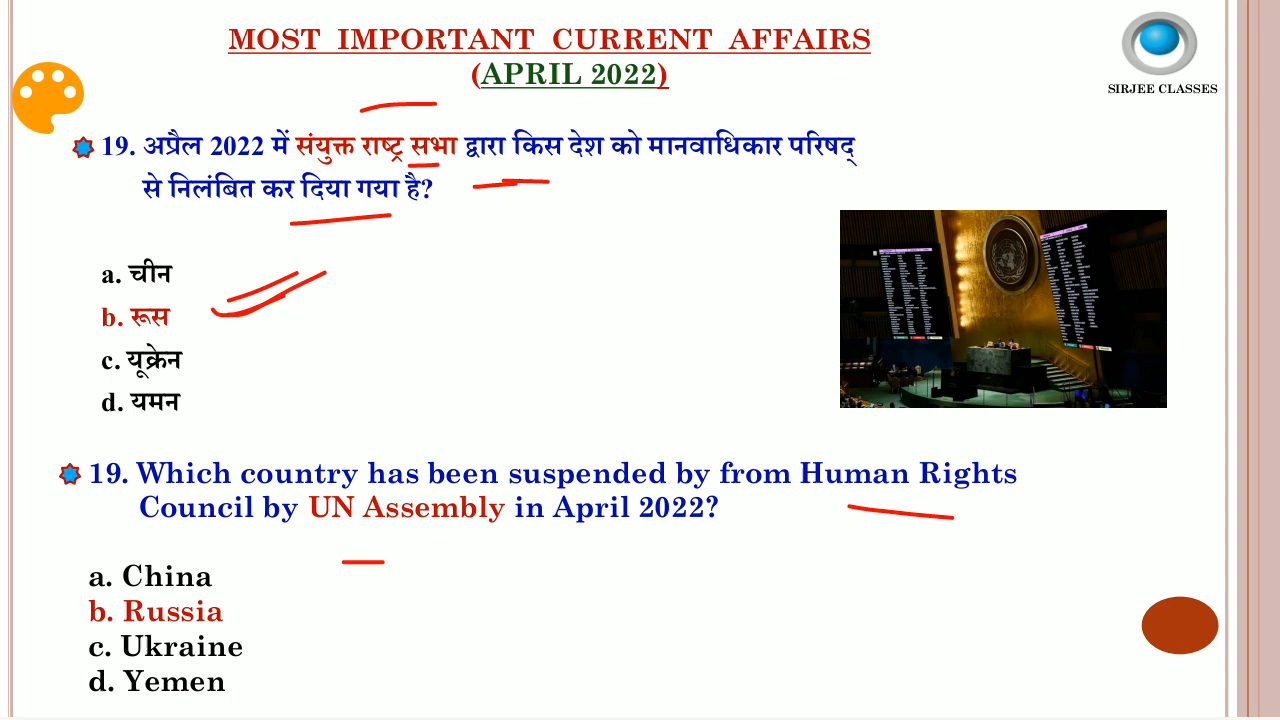 MOST IMPORTANT CURRENT AFFAIRS
(APRIL 2022)
SIRJEE CLASSES
19. अप्रैल 2022 में संयुक्त राष्ट्र सभा द्वारा किस देश को मानवाधिकार परिषद्
से निलंबित कर दिया गया है?
a. चीन
b. रूस
c. यूक्रेन
d. यमन
19. Which country has been suspended by from Human Rights
Council by UN Assembly in April 2022?
a. China
b. Russia
c. Ukraine
d. Yemen